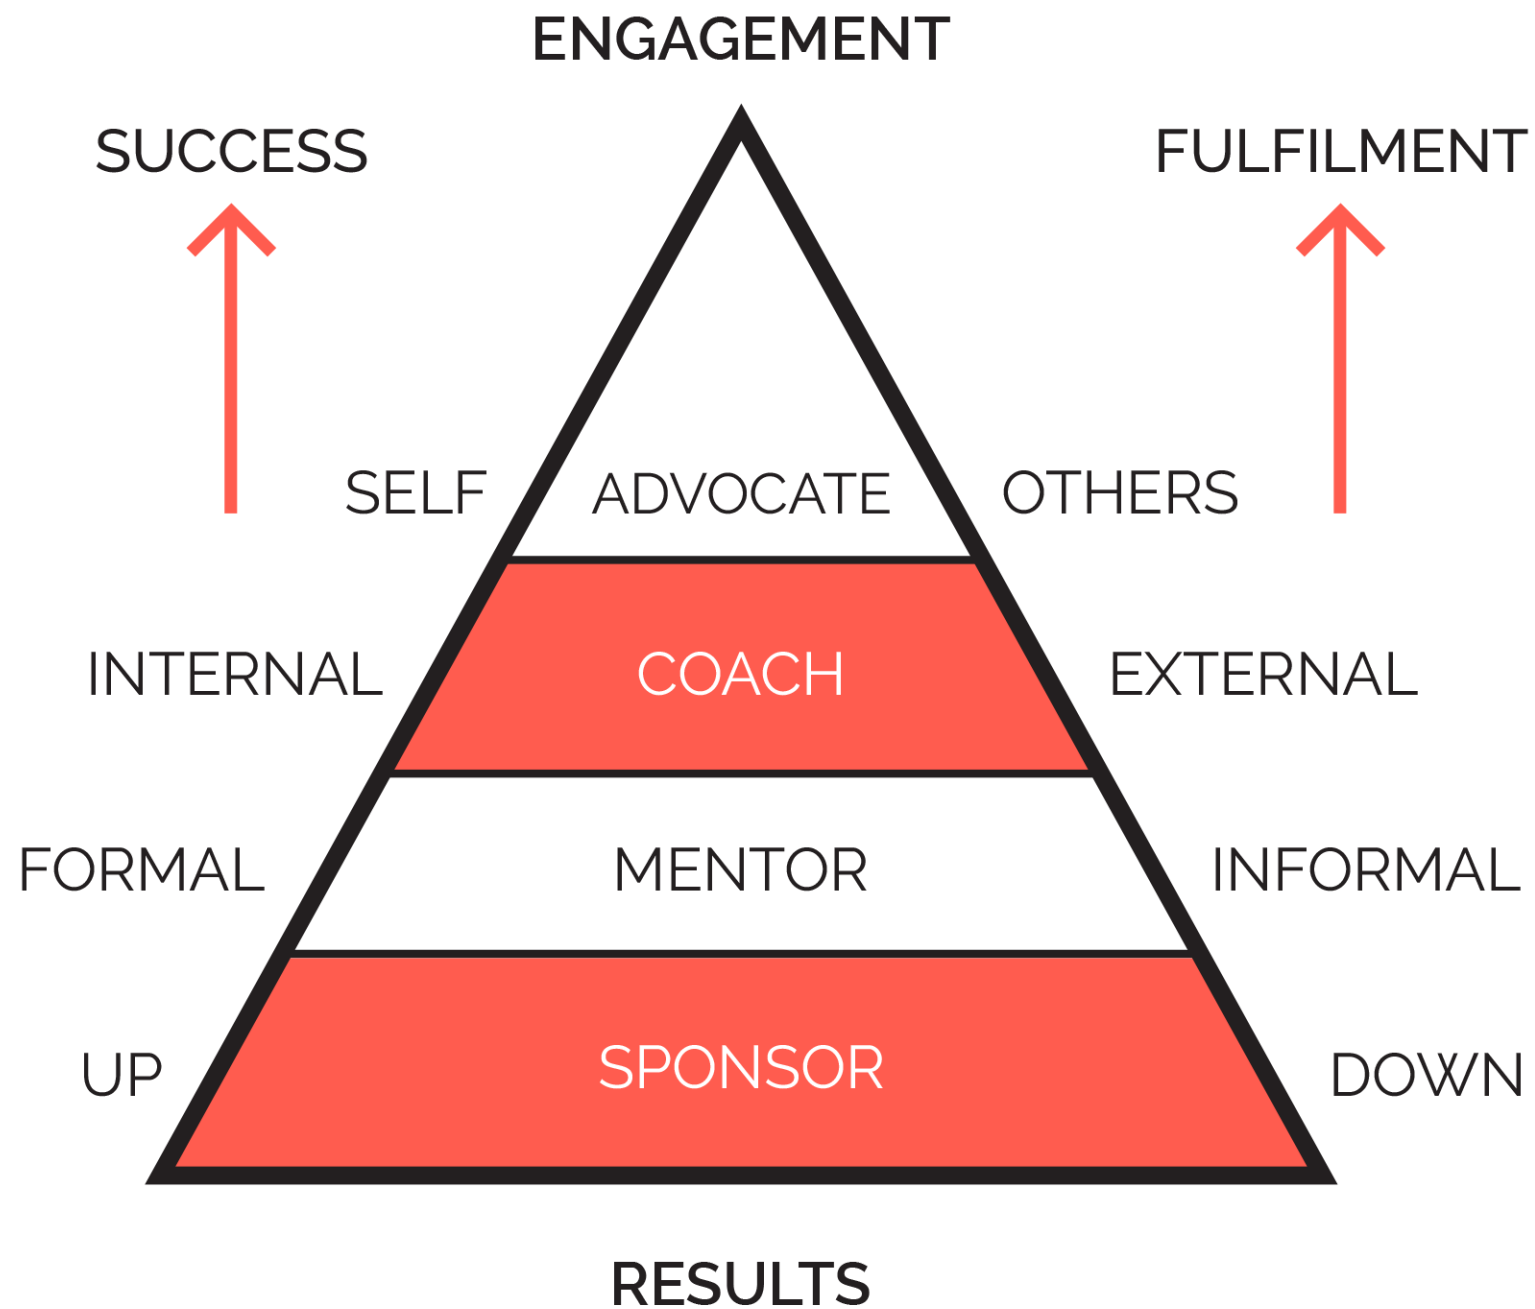 ENGAGEMENT
SUCCESS
FULFILMENT
SELF
ADVOCATE
OTHERS
INTERNAL
COACH
EXTERNAL
FORMAL
MENTOR
INFORMAL
UP
SPONSOR
DOWN
RESULTS